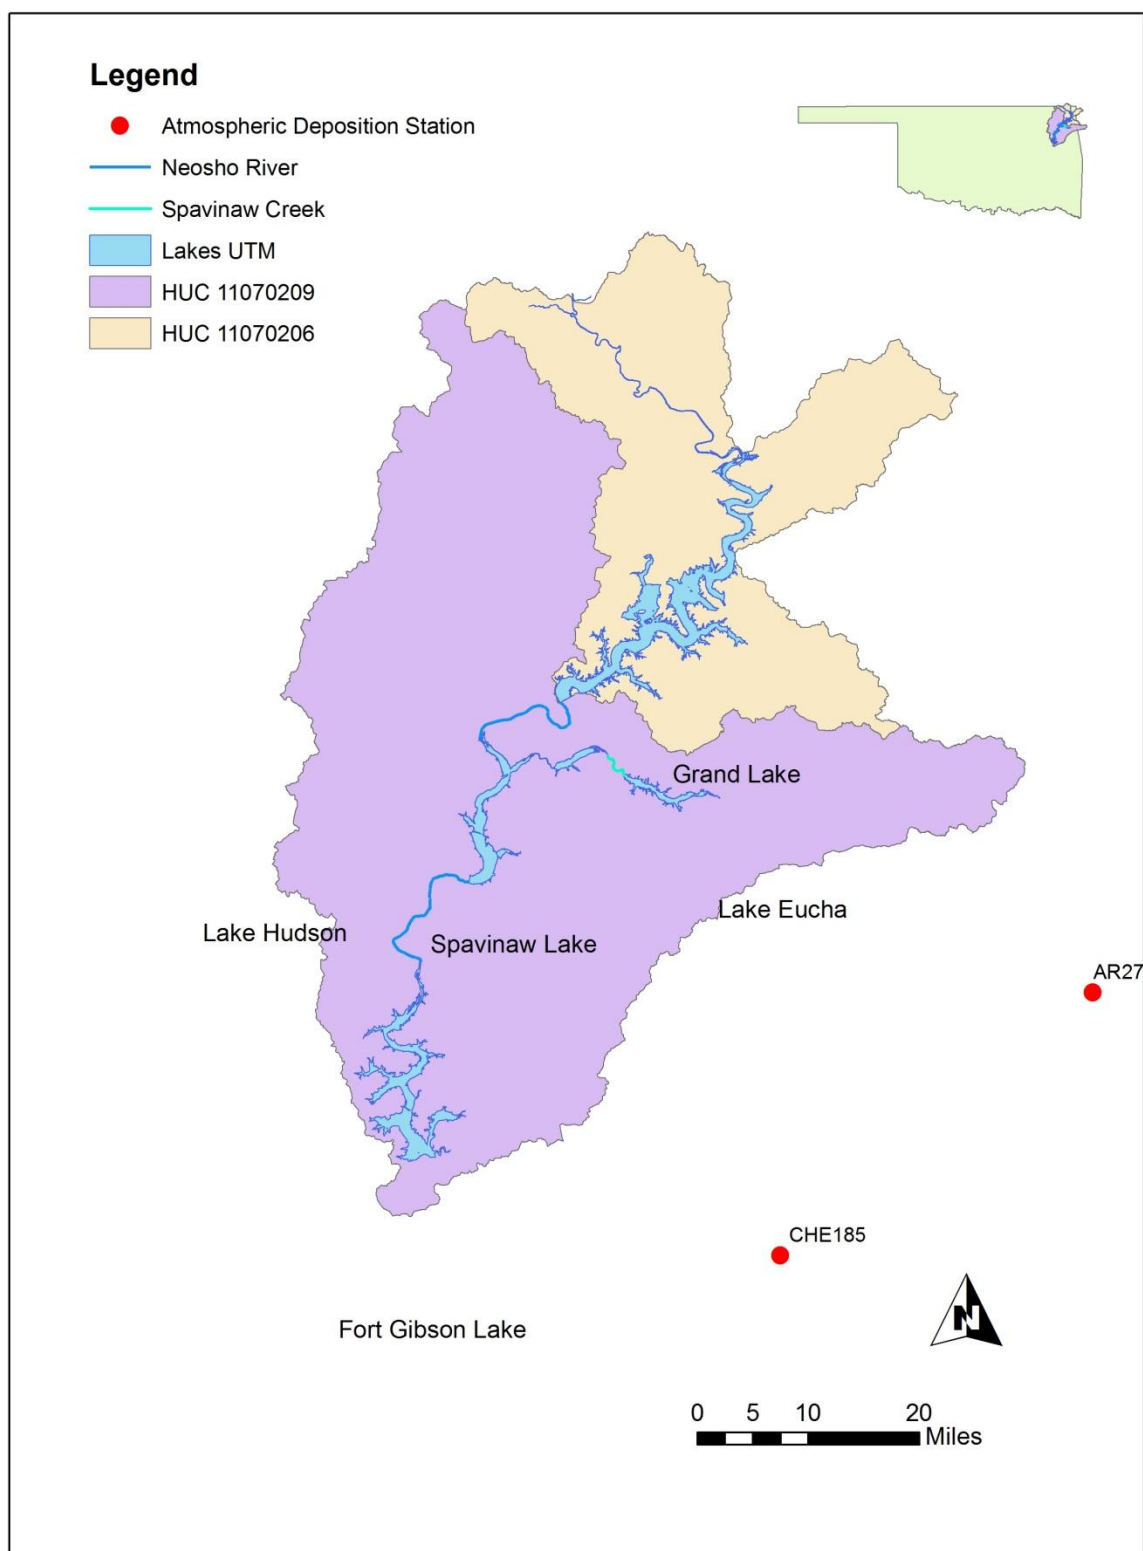 Legend
Atmospheric Deposition Station
Neosho River
Spavinaw Creek
Lakes UTM
HUC 11070209
HUC 11070206
Grand Lake
Lake Eucha
Lake Hudson
Spavinaw Lake
AR27
CHE185
Fort Gibson Lake
N
0 5 10 20
Miles